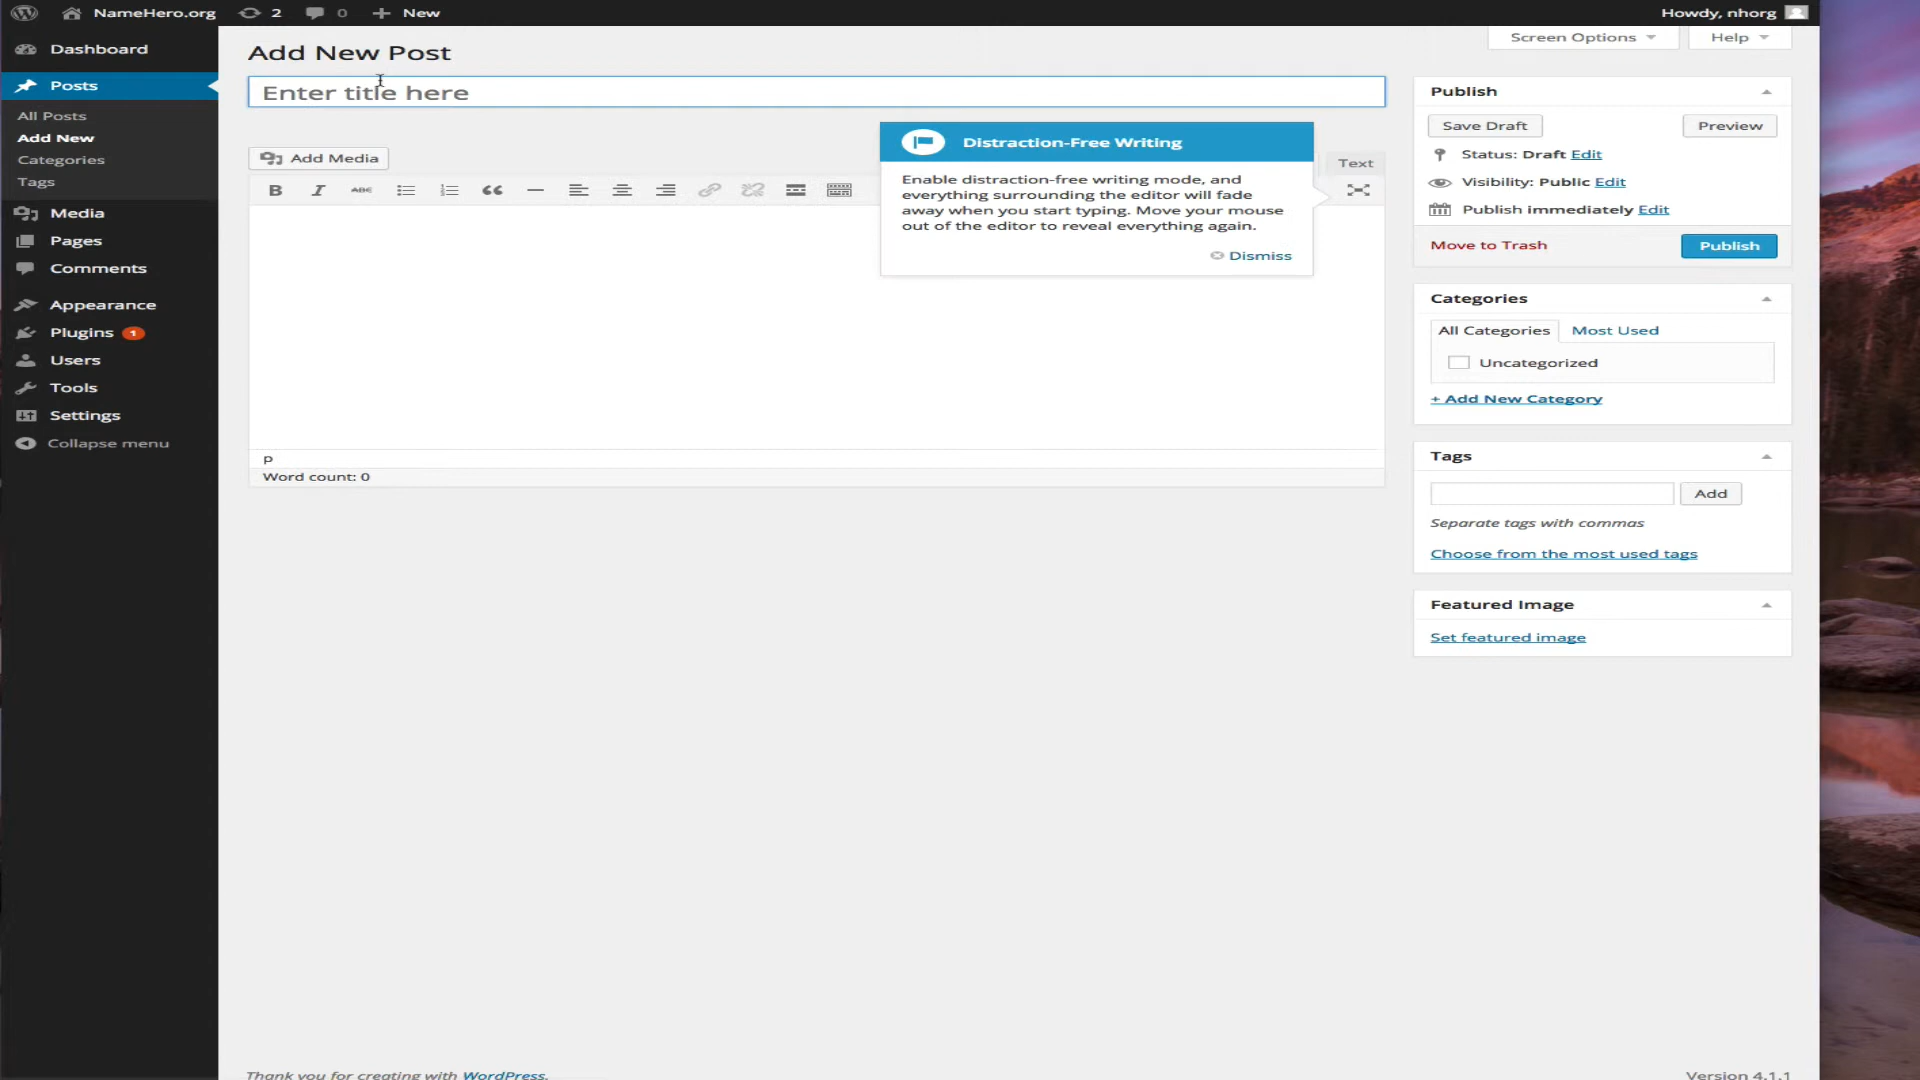 NameHero.org 2 0 New Howdy, nhorg
Dashboard
Posts
All Posts
Add New
Categories
Tags
Media
Pages
Comments
Appearance
Plugins 1
Users
Tools
Settings
Collapse menu
Screen Options Help
Add New Post
Enter title here
Add Media
Text
B I ABC
Distraction-Free Writing
Enable distraction-free writing mode, and
everything surrounding the editor will fade
away when you start typing. Move your mouse
out of the editor to reveal everything again.
Dismiss
p
Word count: 0
Publish
Save Draft Preview
Status: Draft Edit
Visibility: Public Edit
Publish immediately Edit
Move to Trash Publish
Categories
All Categories Most Used
Uncategorized
+ Add New Category
Tags
Add
Separate tags with commas
Choose from the most used tags
Featured Image
Set featured image
Thank you for creating with WordPress.
Version 4.1.1